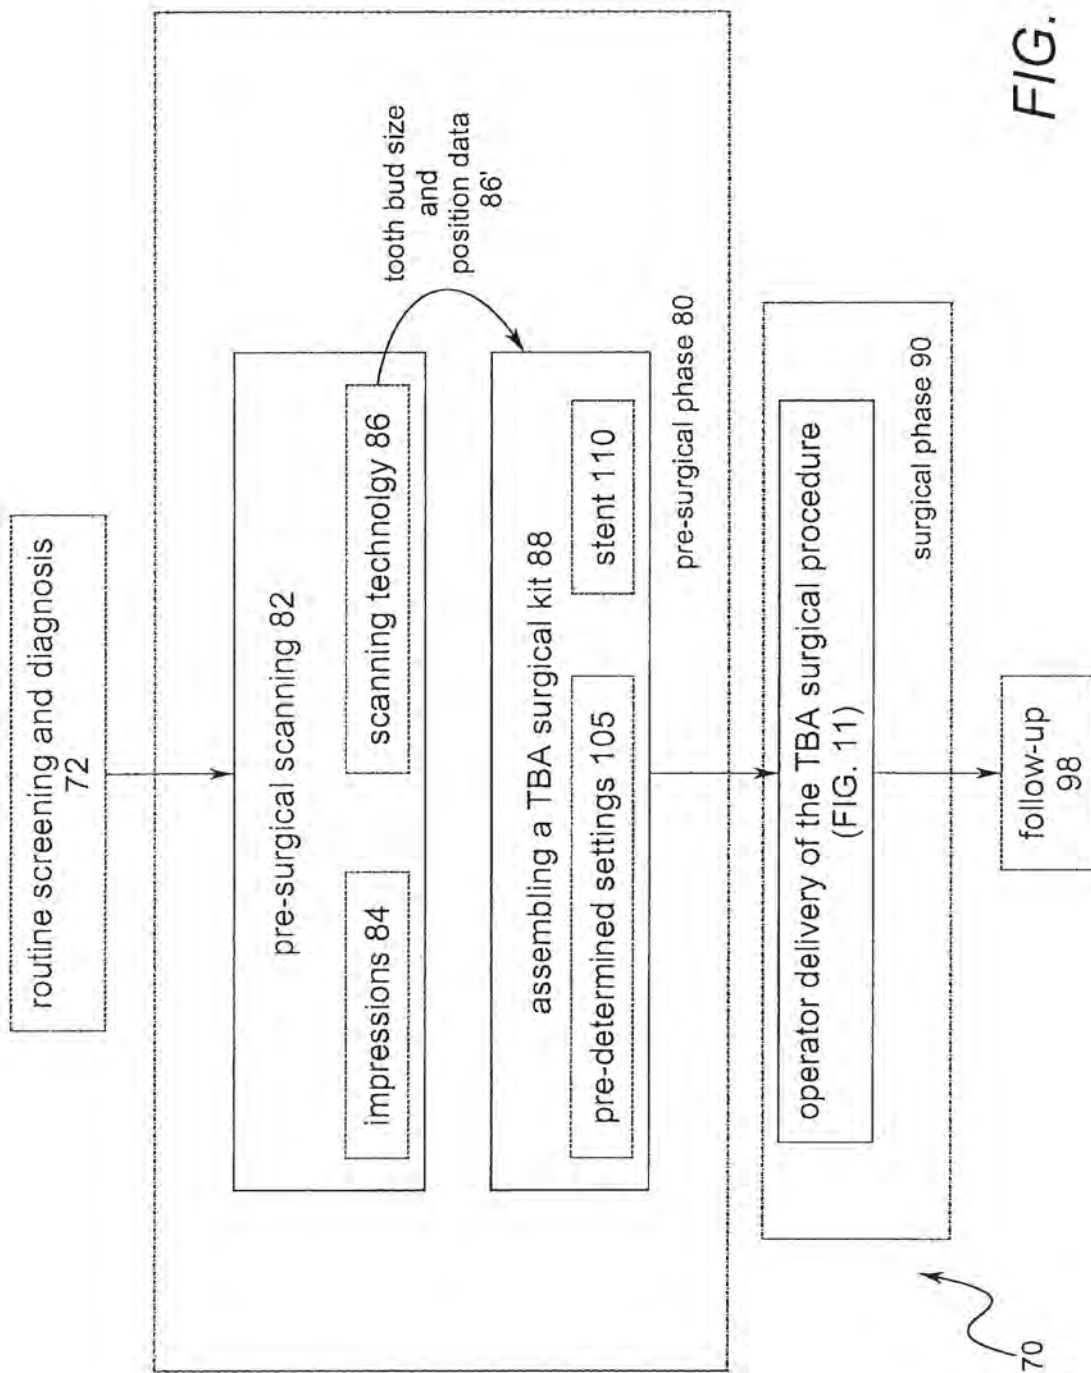 routine screening and diagnosis
72
pre-surgical scanning 82
impressions 84
scanning technolgy 86
tooth bud size
and
position data
86'
assembling a TBA surgical kit 88
pre-determined settings 105
stent 110
pre-surgical phase 80
operator delivery of the TBA surgical procedure
(FIG. 11)
surgical phase 90
follow-up
98
70
FIG.